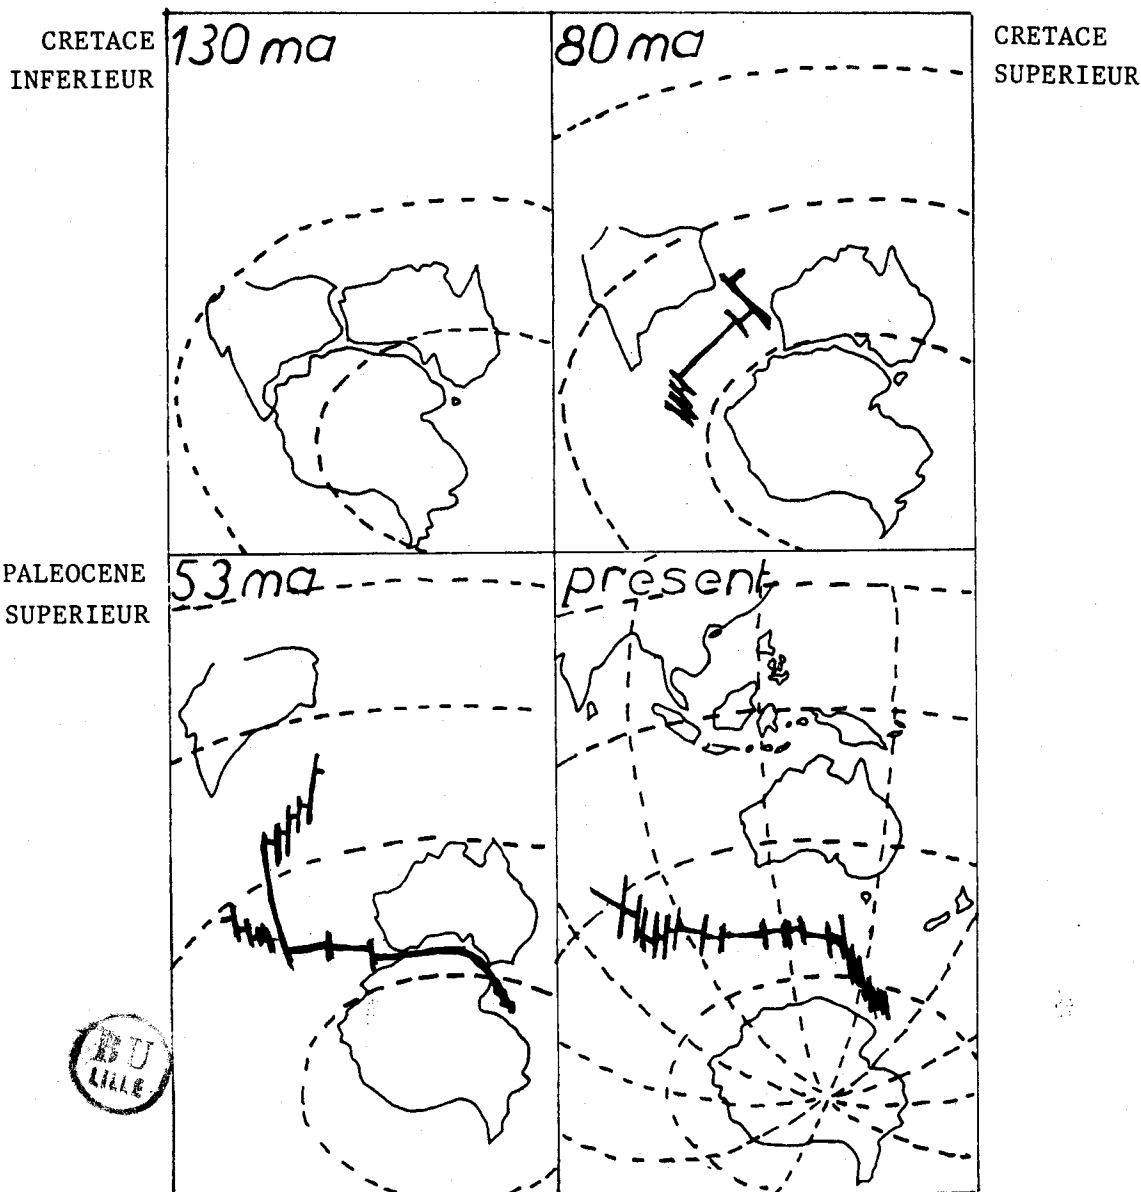 CRETACE
INFERIEUR
130 ma
80 ma
CRETACE
SUPERIEUR
PALEOCENE
SUPERIEUR
53 ma
présent
BU
LILLE